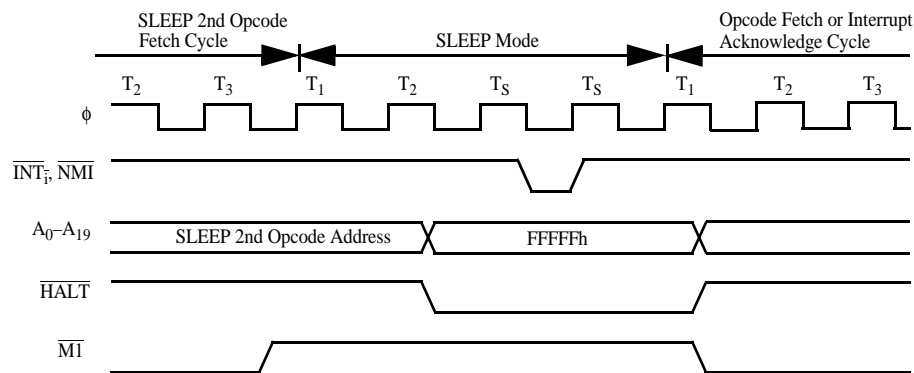 SLEEP 2nd Opcode
Fetch Cycle
SLEEP Mode
Opcode Fetch or Interrupt
Acknowledge Cycle
T2 T3 T1 T2 TS TS T1 T2 T3
ϕ
INTi, NMI
A0–A19
SLEEP 2nd Opcode Address
FFFFFh
HALT
M1